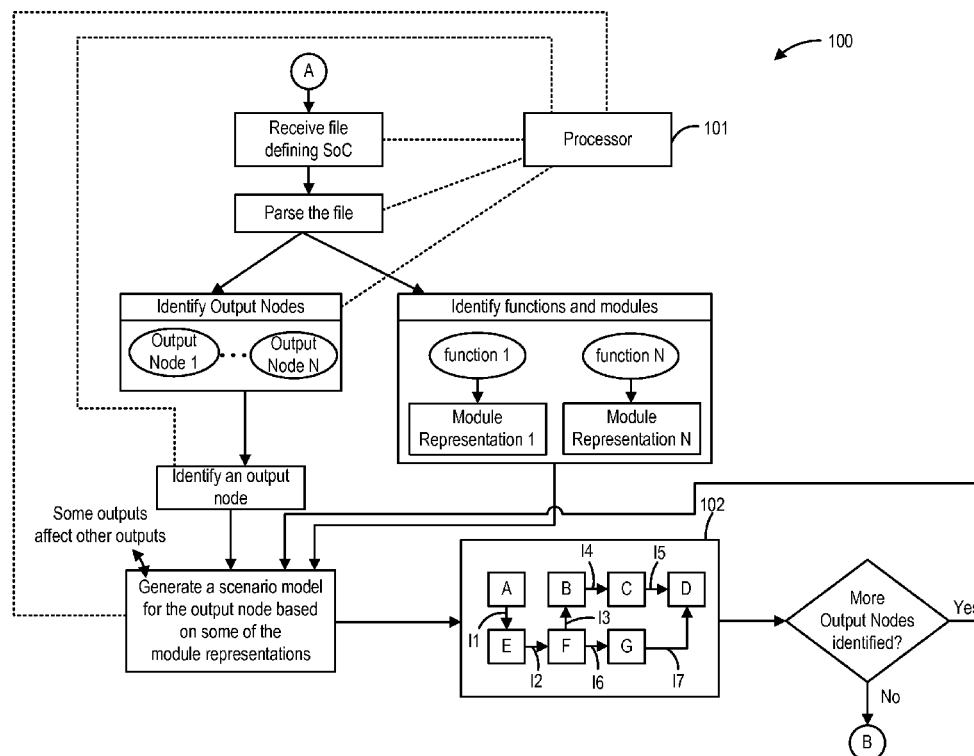 100
A
Receive file
defining SoC
Processor
101
Parse the file
Identify Output Nodes
Output
Node 1
...
Output
Node N
Identify functions and modules
function 1
function N
Module
Representation 1
Module
Representation N
Identify an output
node
Some outputs
affect other outputs
Generate a scenario model
for the output node based
on some of the
module representations
102
I4
I5
A
B
C
D
I1
I3
E
F
G
I2
I6
I7
More
Output Nodes
identified?
Yes
No
B